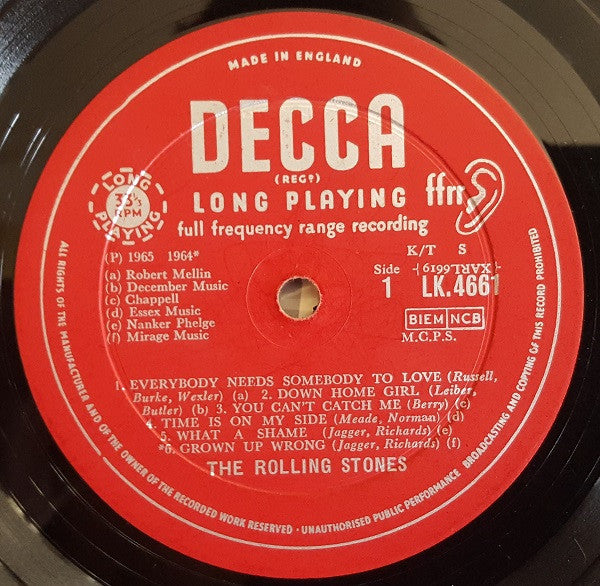 MADE IN ENGLAND
DECCA
(REGD)
LONG PLAYING
ffrr
full frequency range recording
LONG PLAYING
33⅓
RPM
(P) 1965 1964*
K/T S
(a) Robert Mellin
(b) December Music
(c) Chappell
(d) Essex Music
(e) Nanker Phelge
(f) Mirage Music
Side
1
XARL6619
LK.4661
BIEM NCB
M.C.P.S.
1. EVERYBODY NEEDS SOMEBODY TO LOVE (Russell,
Burke, Wexler) (a) 2. DOWN HOME GIRL (Leiber,
Butler) (b) 3. YOU CAN'T CATCH ME (Berry) (c)
4. TIME IS ON MY SIDE (Meade, Norman) (d)
5. WHAT A SHAME (Jagger, Richards) (e)
*6. GROWN UP WRONG (Jagger, Richards) (f)
THE ROLLING STONES
ALL RIGHTS OF THE MANUFACTURER AND OF THE OWNER OF THE RECORDED WORK RESERVED · UNAUTHORISED PUBLIC PERFORMANCE BROADCASTING AND COPYING OF THIS RECORD PROHIBITED